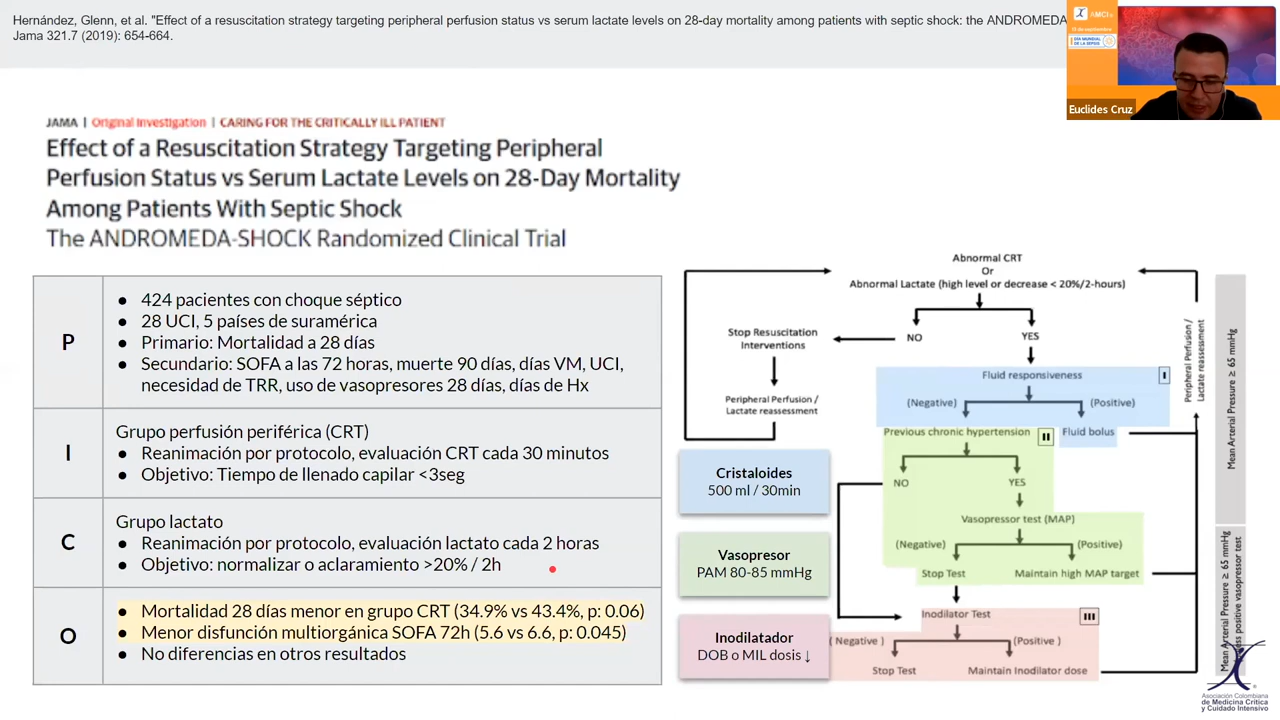 Hernández, Glenn, et al. "Effect of a resuscitation strategy targeting peripheral perfusion status vs serum lactate levels on 28-day mortality among patients with septic shock: the ANDROMEDA
Jama 321.7 (2019): 654-664.
AMCI
DÍA MUNDIAL
DE LA SEPSIS
Euclides Cruz
JAMA | Original Investigation | CARING FOR THE CRITICALLY ILL PATIENT
Effect of a Resuscitation Strategy Targeting Peripheral
Perfusion Status vs Serum Lactate Levels on 28-Day Mortality
Among Patients With Septic Shock
The ANDROMEDA-SHOCK Randomized Clinical Trial
P
● 424 pacientes con choque séptico
● 28 UCI, 5 países de suramérica
● Primario: Mortalidad a 28 días
● Secundario: SOFA a las 72 horas, muerte 90 días, días VM, UCI,
necesidad de TRR, uso de vasopresores 28 días, días de Hx
I
Grupo perfusión periférica (CRT)
● Reanimación por protocolo, evaluación CRT cada 30 minutos
● Objetivo: Tiempo de llenado capilar <3seg
C
Grupo lactato
● Reanimación por protocolo, evaluación lactato cada 2 horas
● Objetivo: normalizar o aclaramiento >20% / 2h
O
● Mortalidad 28 días menor en grupo CRT (34.9% vs 43.4%, p: 0.06)
● Menor disfunción multiorgánica SOFA 72h (5.6 vs 6.6, p: 0.045)
● No diferencias en otros resultados
Abnormal CRT
Or
Abnormal Lactate (high level or decrease < 20%/2-hours)
NO
YES
Stop Resuscitation
Interventions
Peripheral Perfusion /
Lactate reassessment
Fluid responsiveness
I
(Negative)
(Positive)
Previous chronic hypertension
II
Fluid bolus
NO
YES
Vasopressor test (MAP)
(Negative)
(Positive)
Stop Test
Maintain high MAP target
Inodilator Test
III
( Negative )
(Positive )
Stop Test
Maintain Inodilator dose
Cristaloides
500 ml / 30min
Vasopresor
PAM 80-85 mmHg
Inodilatador
DOB o MIL dosis ↓
Peripheral Perfusion /
Lactate reassessment
Mean Arterial Pressure ≥ 65 mmHg
Mean Arterial Pressure ≥ 65 mmHg
positive vasopressor test
Asociación Colombiana
de Medicina Crítica
y Cuidado Intensivo